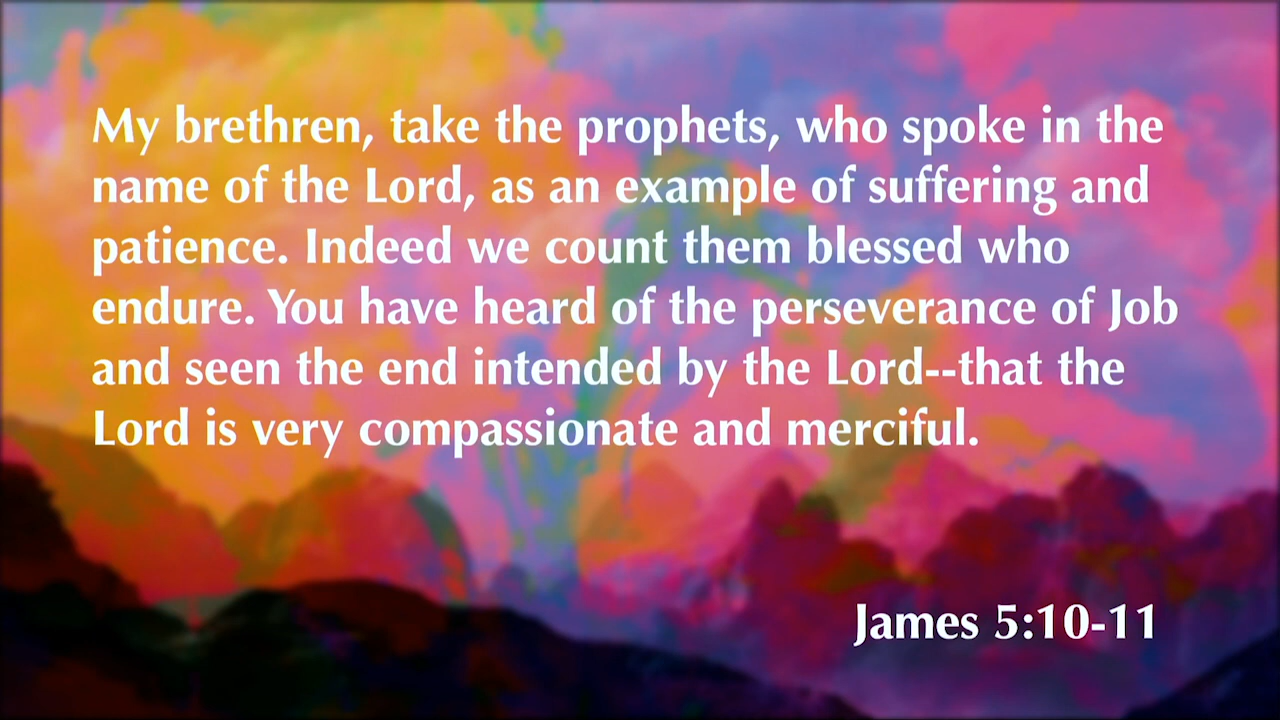 My brethren, take the prophets, who spoke in the
name of the Lord, as an example of suffering and
patience. Indeed we count them blessed who
endure. You have heard of the perseverance of Job
and seen the end intended by the Lord--that the
Lord is very compassionate and merciful.
James 5:10-11